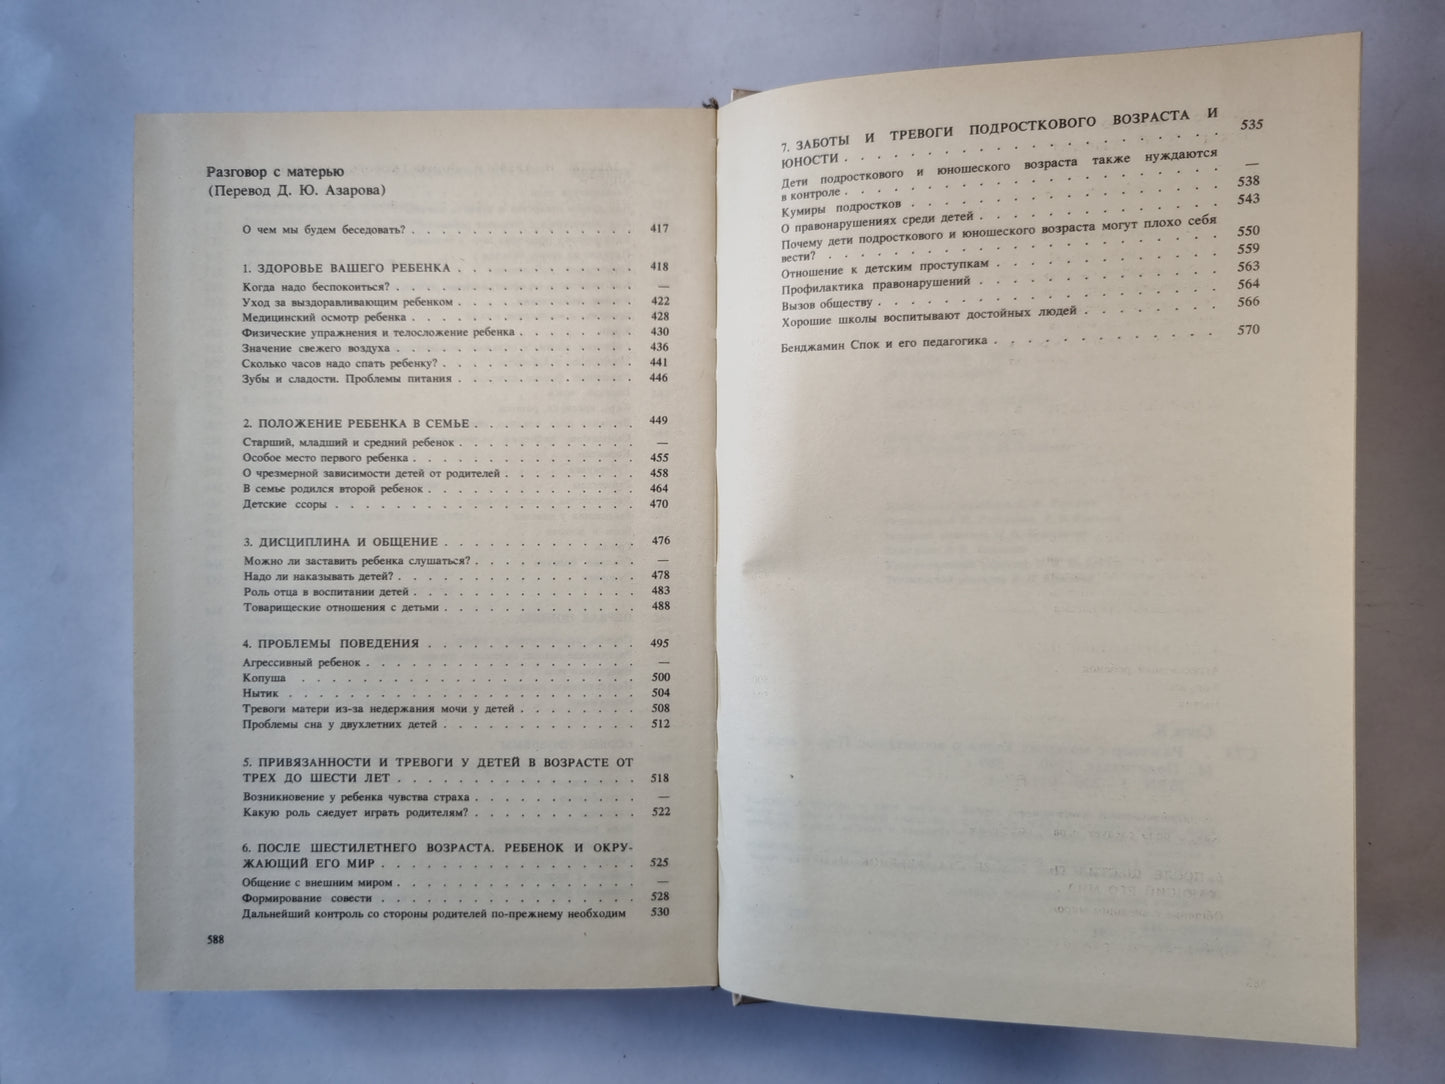 Разговор с матерью
(Перевод Д. Ю. Азарова)
О чем мы будем беседовать? . . . . . . . . . . . . . . . 417
1. ЗДОРОВЬЕ ВАШЕГО РЕБЕНКА . . . . . . . . . . . . 418
Когда надо беспокоиться? . . . . . . . . . . . . . . . . —
Уход за выздоравливающим ребенком . . . . . . . . . . . . 422
Медицинский осмотр ребенка . . . . . . . . . . . . . . . 428
Физические упражнения и телосложение ребенка . . . . . . . . 430
Значение свежего воздуха . . . . . . . . . . . . . . . . 436
Сколько часов надо спать ребенку? . . . . . . . . . . . . . 441
Зубы и сладости. Проблемы питания . . . . . . . . . . . . 446
2. ПОЛОЖЕНИЕ РЕБЕНКА В СЕМЬЕ . . . . . . . . . . . 449
Старший, младший и средний ребенок . . . . . . . . . . . . —
Особое место первого ребенка . . . . . . . . . . . . . . . 455
О чрезмерной зависимости детей от родителей . . . . . . . . . 458
В семье родился второй ребенок . . . . . . . . . . . . . . 464
Детские ссоры . . . . . . . . . . . . . . . . . . . . 470
3. ДИСЦИПЛИНА И ОБЩЕНИЕ . . . . . . . . . . . . . 476
Можно ли заставить ребенка слушаться? . . . . . . . . . . . —
Надо ли наказывать детей? . . . . . . . . . . . . . . . . 478
Роль отца в воспитании детей . . . . . . . . . . . . . . . 483
Товарищеские отношения с детьми . . . . . . . . . . . . . 488
4. ПРОБЛЕМЫ ПОВЕДЕНИЯ . . . . . . . . . . . . . . 495
Агрессивный ребенок . . . . . . . . . . . . . . . . . . —
Копуша . . . . . . . . . . . . . . . . . . . . . . 500
Нытик . . . . . . . . . . . . . . . . . . . . . . . 504
Тревоги матери из-за недержания мочи у детей . . . . . . . . 508
Проблемы сна у двухлетних детей . . . . . . . . . . . . . 512
5. ПРИВЯЗАННОСТИ И ТРЕВОГИ У ДЕТЕЙ В ВОЗРАСТЕ ОТ
ТРЕХ ДО ШЕСТИ ЛЕТ . . . . . . . . . . . . . . . . 518
Возникновение у ребенка чувства страха . . . . . . . . . . . —
Какую роль следует играть родителям? . . . . . . . . . . . 522
6. ПОСЛЕ ШЕСТИЛЕТНЕГО ВОЗРАСТА. РЕБЕНОК И ОКРУ-
ЖАЮЩИЙ ЕГО МИР . . . . . . . . . . . . . . . . . 525
Общение с внешним миром . . . . . . . . . . . . . . . . —
Формирование совести . . . . . . . . . . . . . . . . . 528
Дальнейший контроль со стороны родителей по-прежнему необходим 530
588
7. ЗАБОТЫ И ТРЕВОГИ ПОДРОСТКОВОГО ВОЗРАСТА И
ЮНОСТИ . . . . . . . . . . . . . . . . . . . . . 535
Дети подросткового и юношеского возраста также нуждаются
в контроле . . . . . . . . . . . . . . . . . . . . . —
Кумиры подростков . . . . . . . . . . . . . . . . . . 538
О правонарушениях среди детей . . . . . . . . . . . . . . 543
Почему дети подросткового и юношеского возраста могут плохо себя
вести? . . . . . . . . . . . . . . . . . . . . . . 550
Отношение к детским проступкам . . . . . . . . . . . . . 559
Профилактика правонарушений . . . . . . . . . . . . . . 563
Вызов обществу . . . . . . . . . . . . . . . . . . . 564
Хорошие школы воспитывают достойных людей . . . . . . . . 566
Бенджамин Спок и его педагогика . . . . . . . . . . . . . 570